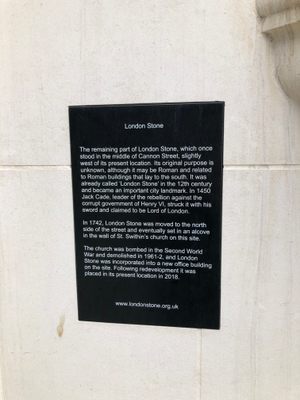 London Stone
The remaining part of London Stone, which once
stood in the middle of Cannon Street, slightly
west of its present location. Its original purpose is
unknown, although it may be Roman and related
to Roman buildings that lay to the south. It was
already called 'London Stone' in the 12th century
and became an important city landmark. In 1450
Jack Cade, leader of the rebellion against the
corrupt government of Henry VI, struck it with his
sword and claimed to be Lord of London.
In 1742, London Stone was moved to the north
side of the street and eventually set in an alcove
in the wall of St. Swithin's church on this site.
The church was bombed in the Second World
War and demolished in 1961-2, and London
Stone was incorporated into a new office building
on the site. Following redevelopment it was
placed in its present location in 2018.
www.londonstone.org.uk